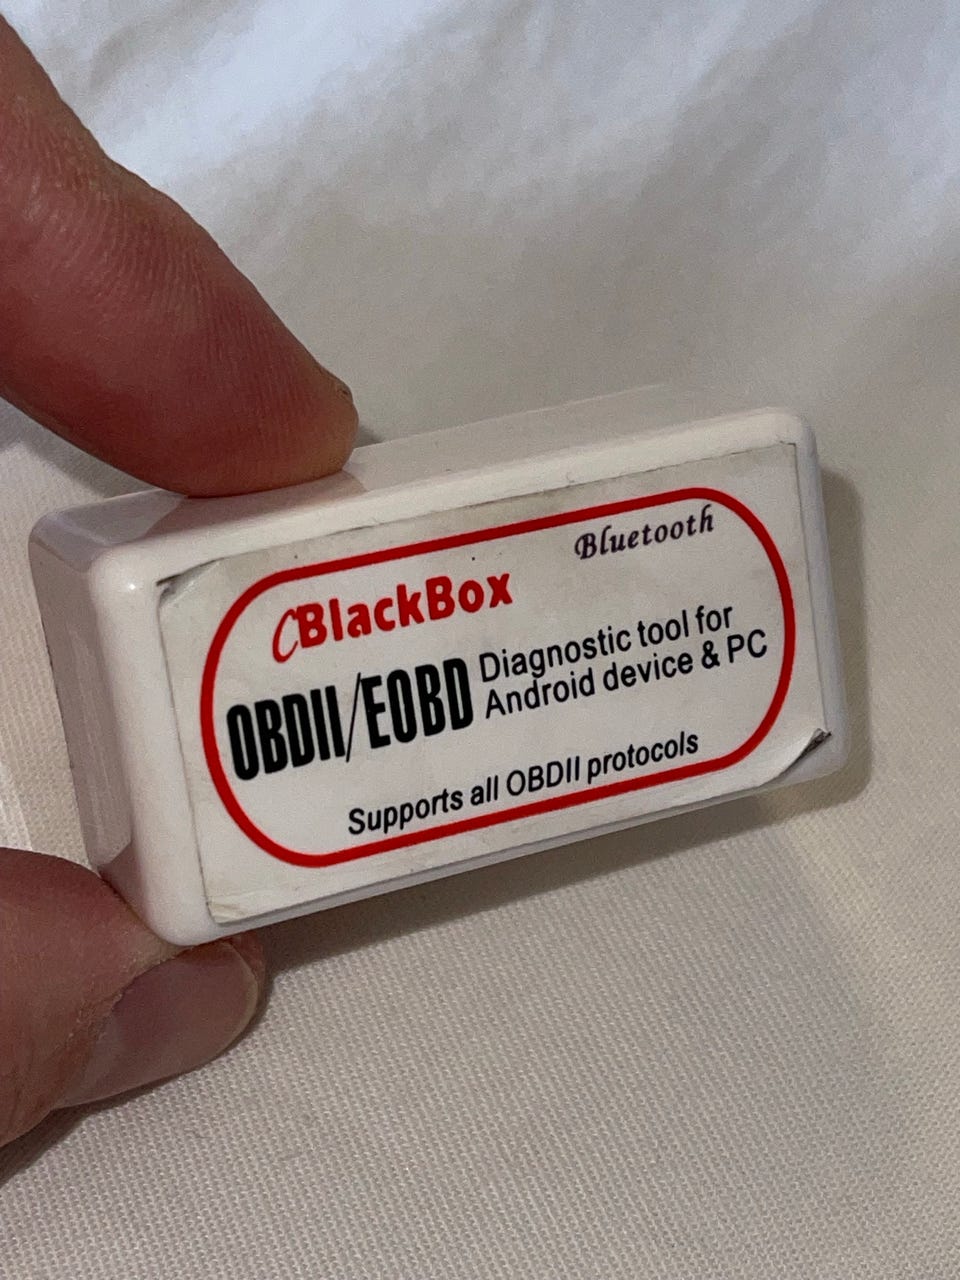 Bluetooth
CBlackBox
OBDII/EOBD Diagnostic tool for
Android device & PC
Supports all OBDII protocols